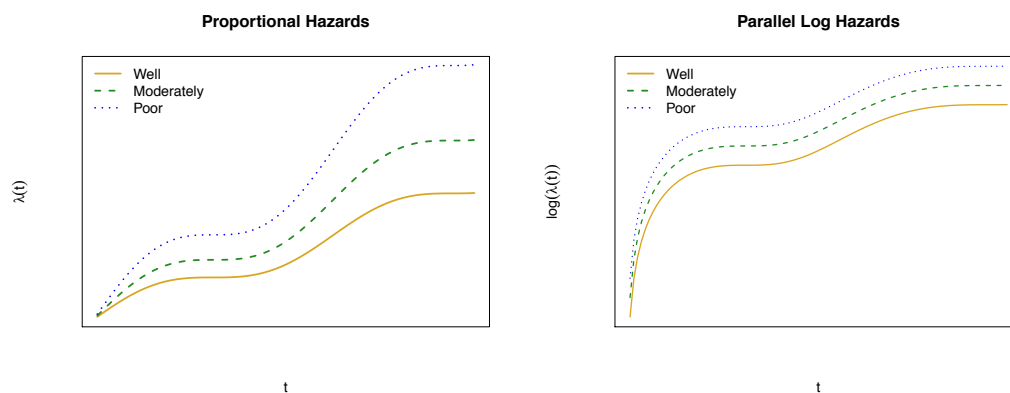 Proportional Hazards
Well
Moderately
Poor
λ(t)
t
Parallel Log Hazards
Well
Moderately
Poor
log(λ(t))
t